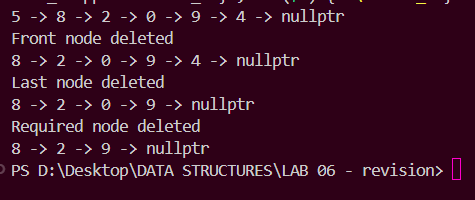 5 -> 8 -> 2 -> 0 -> 9 -> 4 -> nullptr
Front node deleted
8 -> 2 -> 0 -> 9 -> 4 -> nullptr
Last node deleted
8 -> 2 -> 0 -> 9 -> nullptr
Required node deleted
8 -> 2 -> 9 -> nullptr
PS D:\Desktop\DATA STRUCTURES\LAB 06 - revision>